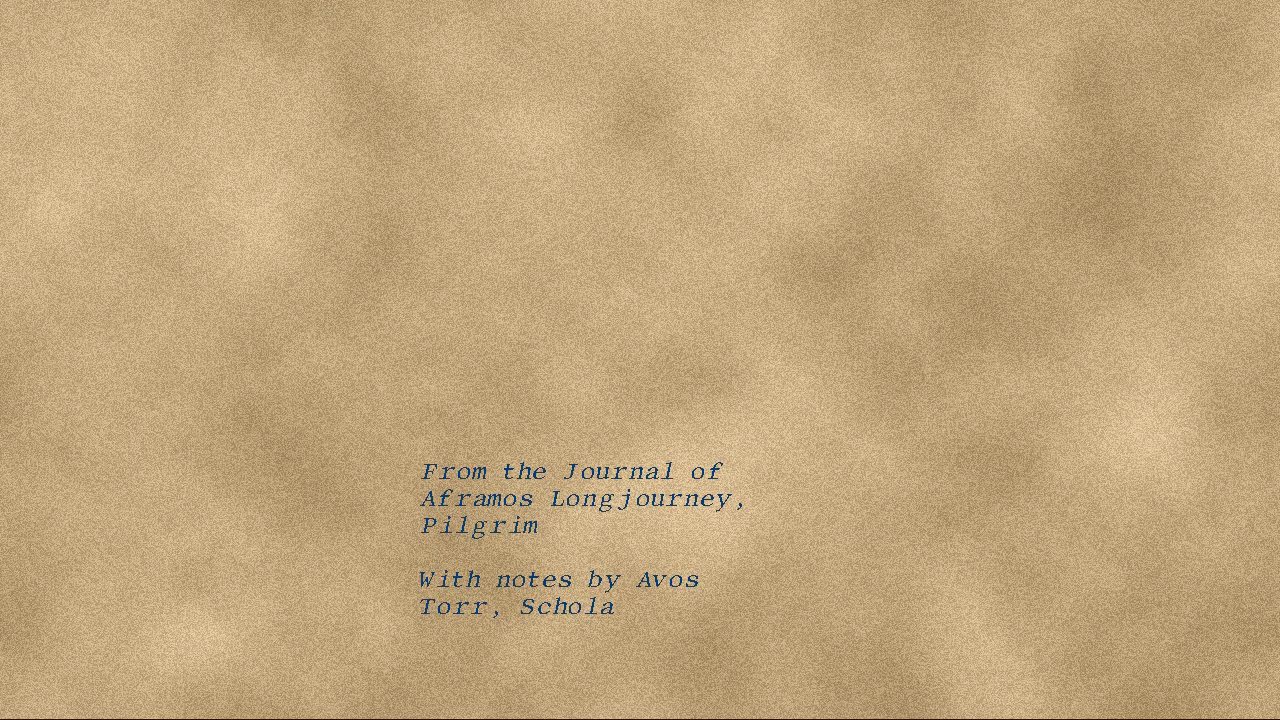 From the Journal of
Aframos Longjourney,
Pilgrim
With notes by Avos
Torr, Schola